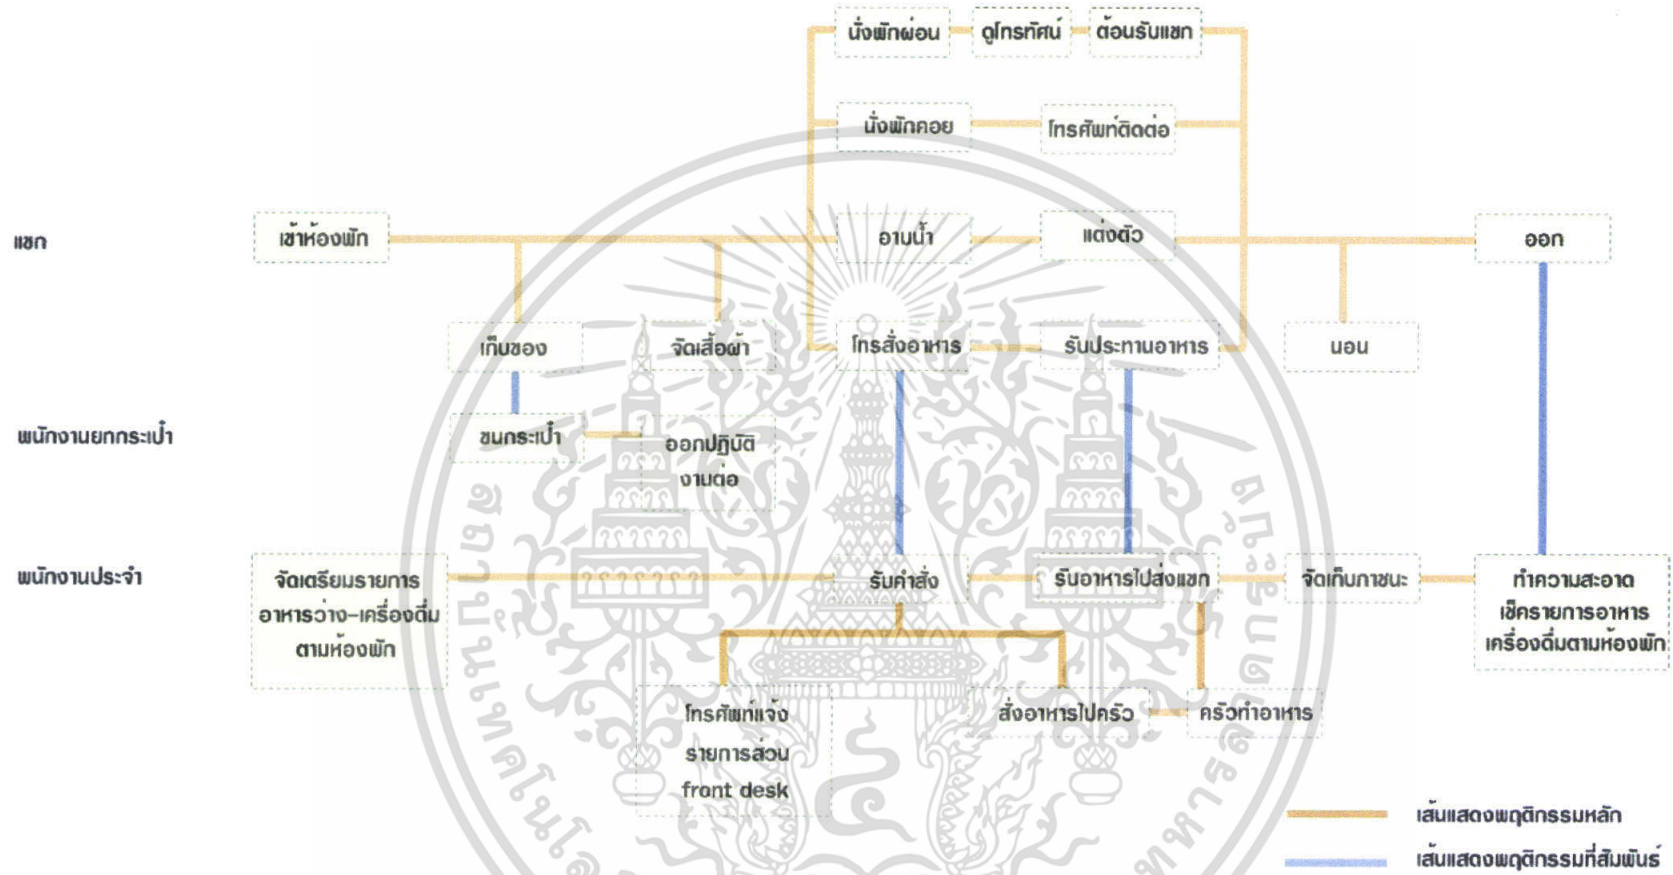 นั่งพักผ่อน
ดูโทรทัศน์
ต้อนรับแขก
นั่งพักคอย
โทรศัพท์ติดต่อ
แขก
เข้าห้องพัก
อาบน้ำ
แต่งตัว
ออก
เก็บของ
จัดเสื้อผ้า
โทรสั่งอาหาร
รับประทานอาหาร
นอน
พนักงานยกกระเป๋า
ขนกระเป๋า
ออกปฏิบัติ
งานต่อ
พนักงานประจำ
จัดเตรียมรายการ
อาหารว่าง-เครื่องดื่ม
ตามห้องพัก
รับคำสั่ง
รับอาหารไปส่งแขก
จัดเก็บภาชนะ
ทำความสะอาด
เช็ครายการอาหาร
เครื่องดื่มตามห้องพัก
โทรศัพท์แจ้ง
รายการส่วน
front desk
สั่งอาหารไปครัว
ครัวทำอาหาร
เส้นแสดงพฤติกรรมหลัก
เส้นแสดงพฤติกรรมที่สัมพันธ์